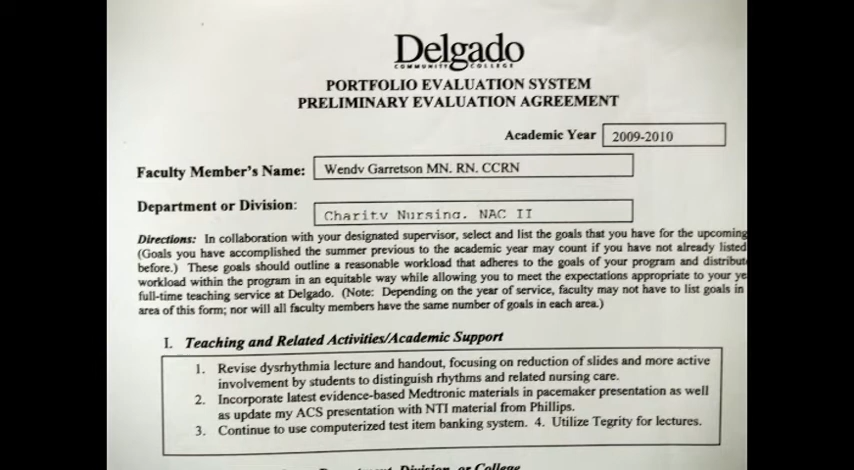 Delgado
COMMUNITY COLLEGE
PORTFOLIO EVALUATION SYSTEM
PRELIMINARY EVALUATION AGREEMENT
Academic Year 2009-2010
Faculty Member's Name: Wendy Garretson MN. RN. CCRN
Department or Division: Charity Nursing. NAC II
Directions: In collaboration with your designated supervisor, select and list the goals that you have for the upcoming
(Goals you have accomplished the summer previous to the academic year may count if you have not already listed
before.) These goals should outline a reasonable workload that adheres to the goals of your program and distribute
workload within the program in an equitable way while allowing you to meet the expectations appropriate to your ye
full-time teaching service at Delgado. (Note: Depending on the year of service, faculty may not have to list goals in
area of this form; nor will all faculty members have the same number of goals in each area.)
I. Teaching and Related Activities/Academic Support
1. Revise dysrhythmia lecture and handout, focusing on reduction of slides and more active
involvement by students to distinguish rhythms and related nursing care.
2. Incorporate latest evidence-based Medtronic materials in pacemaker presentation as well
as update my ACS presentation with NTI material from Phillips.
3. Continue to use computerized test item banking system. 4. Utilize Tegrity for lectures.
Department, Division, or College